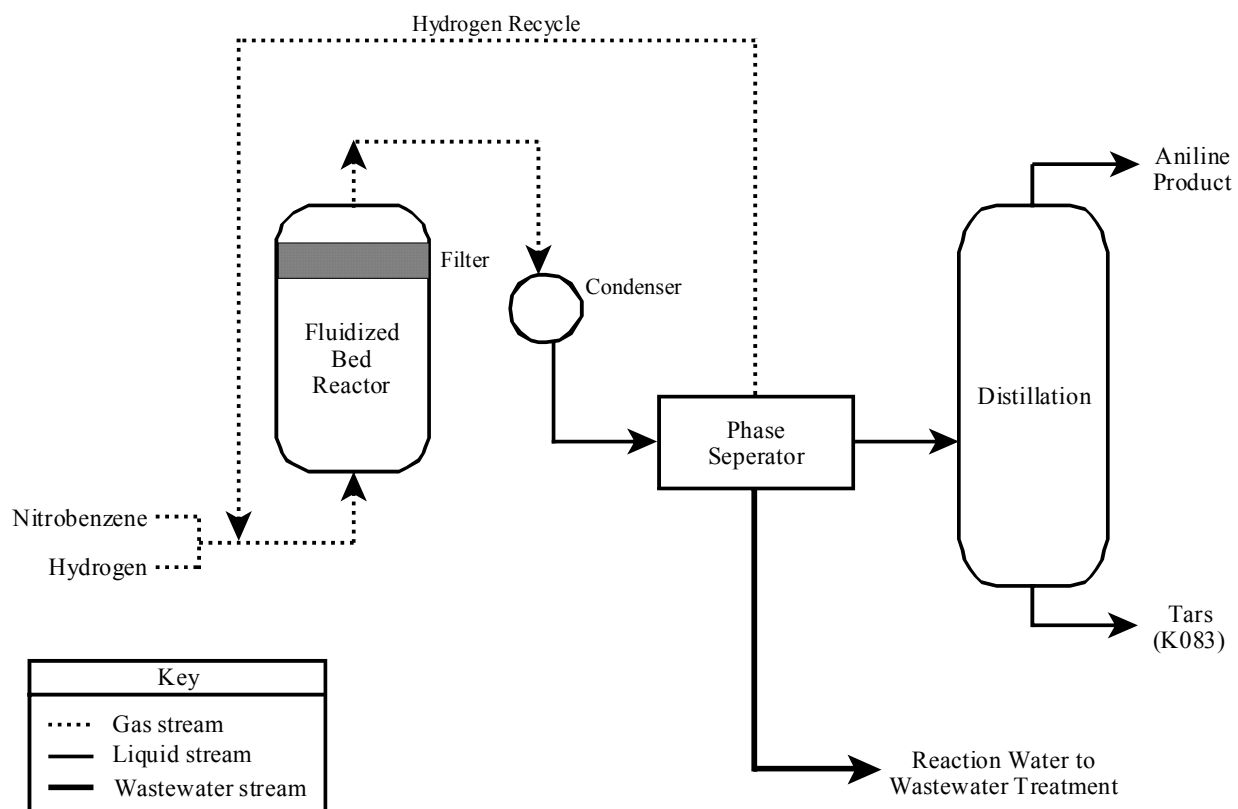 Hydrogen Recycle
Aniline
Product
Filter
Condenser
Fluidized
Bed
Reactor
Distillation
Phase
Seperator
Nitrobenzene
Hydrogen
Tars
(K083)
Key
Gas stream
Liquid stream
Wastewater stream
Reaction Water to
Wastewater Treatment